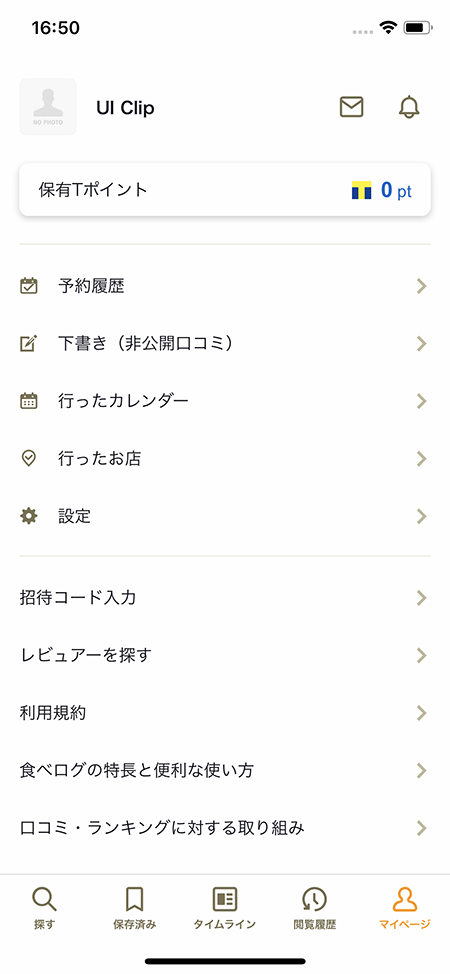 16:50
NO PHOTO
UI Clip
保有Tポイント
T 0 pt
予約履歴
下書き（非公開口コミ）
行ったカレンダー
行ったお店
設定
招待コード入力
レビュアーを探す
利用規約
食べログの特長と便利な使い方
口コミ・ランキングに対する取り組み
探す 保存済み タイムライン 閲覧履歴 マイページ